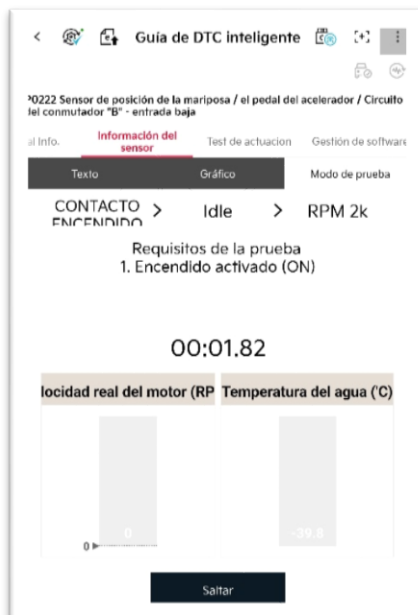 Guía de DTC inteligente
P0222 Sensor de posición de la mariposa / el pedal del acelerador / Circuito
del conmutador "B" - entrada baja
al Info.
Información del
sensor
Test de actuacion
Gestión de software
Texto
Gráfico
Modo de prueba
CONTACTO
ENCENDIDO
>
Idle
>
RPM 2k
Requisitos de la prueba
1. Encendido activado (ON)
00:01.82
locidad real del motor (RP
Temperatura del agua (°C)
0
-39.8
0
Saltar